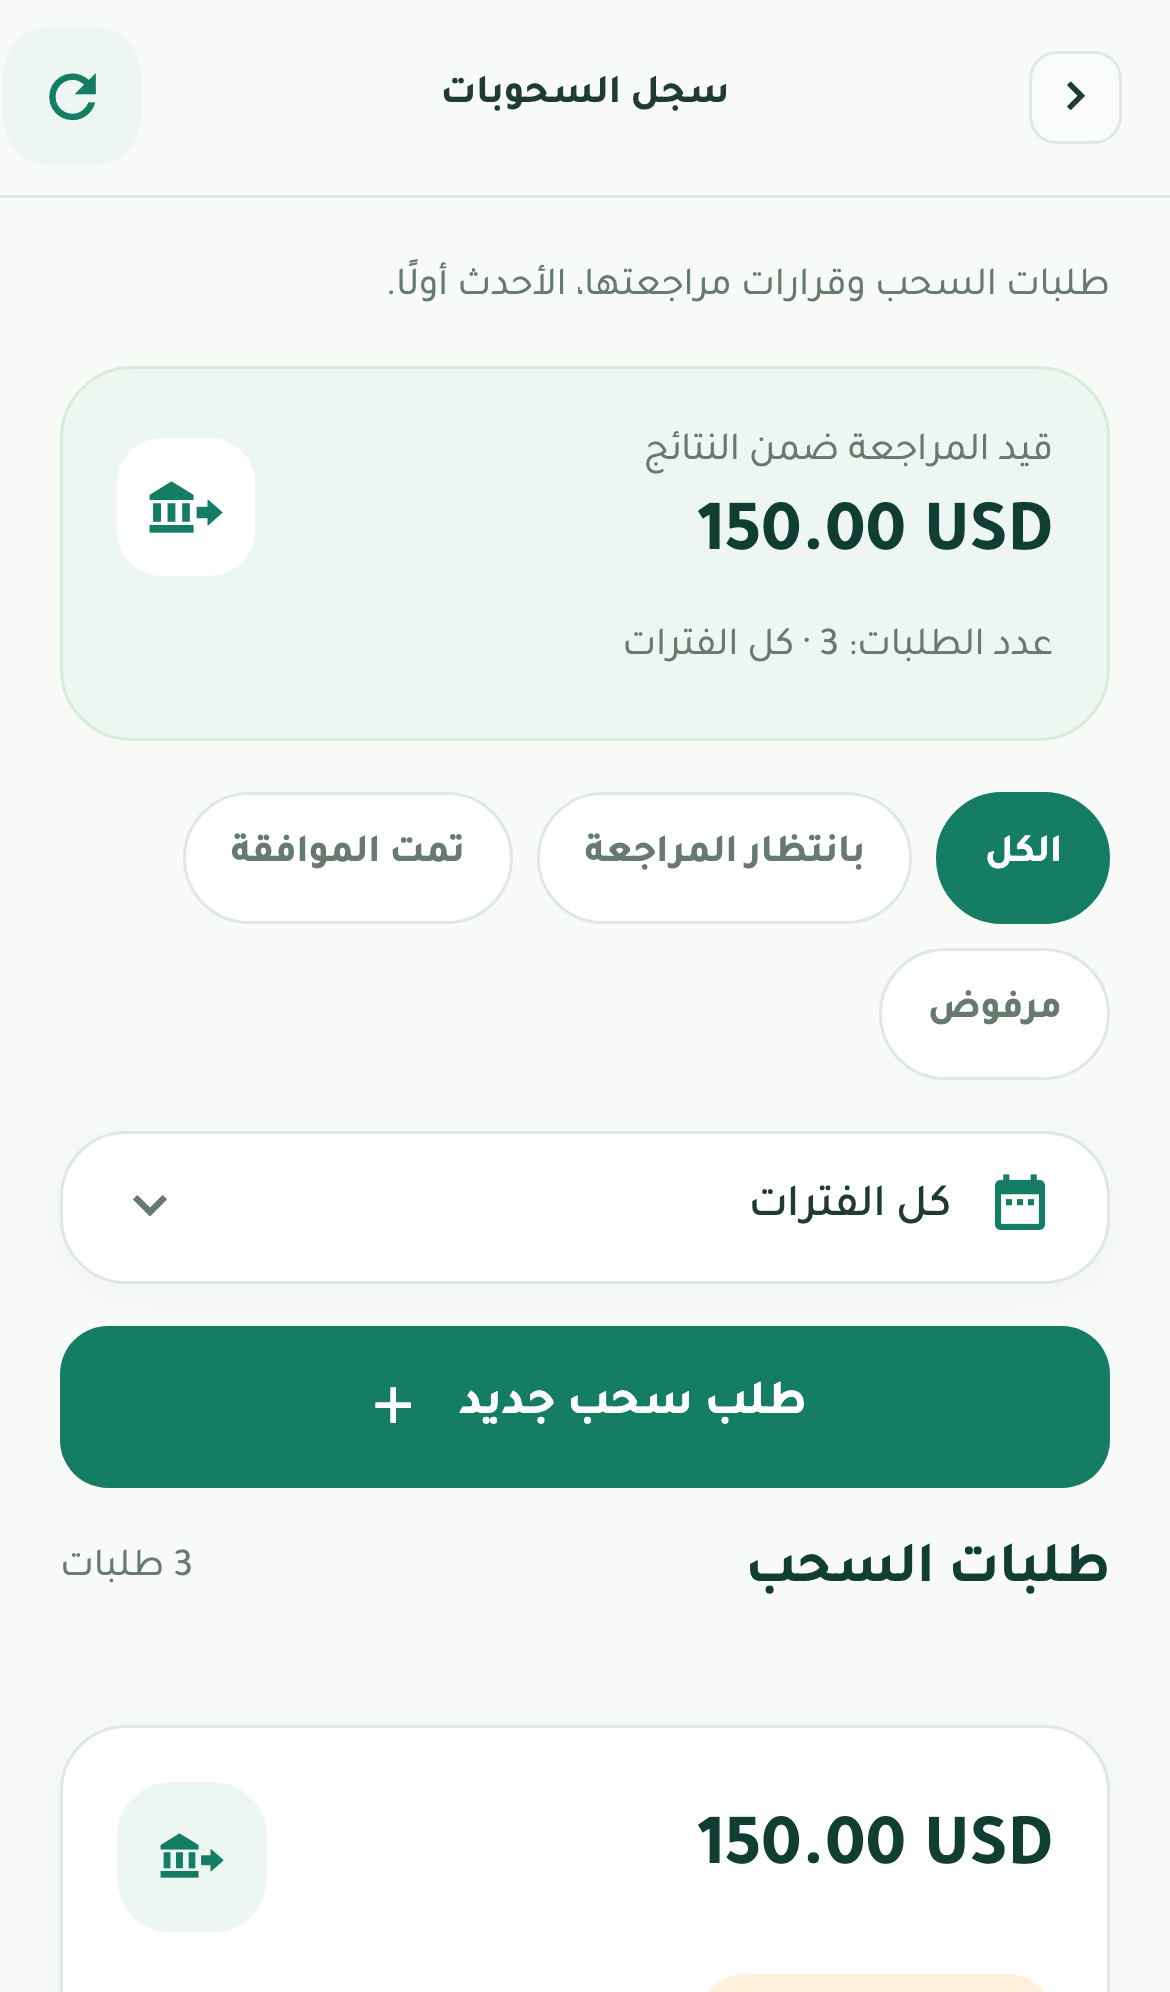 سجل السحوبات
طلبات السحب وقرارات مراجعتها، الأحدث أولًا.
قيد المراجعة ضمن النتائج
150.00 USD
عدد الطلبات: 3 · كل الفترات
الكل
بانتظار المراجعة
تمت الموافقة
مرفوض
كل الفترات
طلب سحب جديد +
طلبات السحب
3 طلبات
150.00 USD